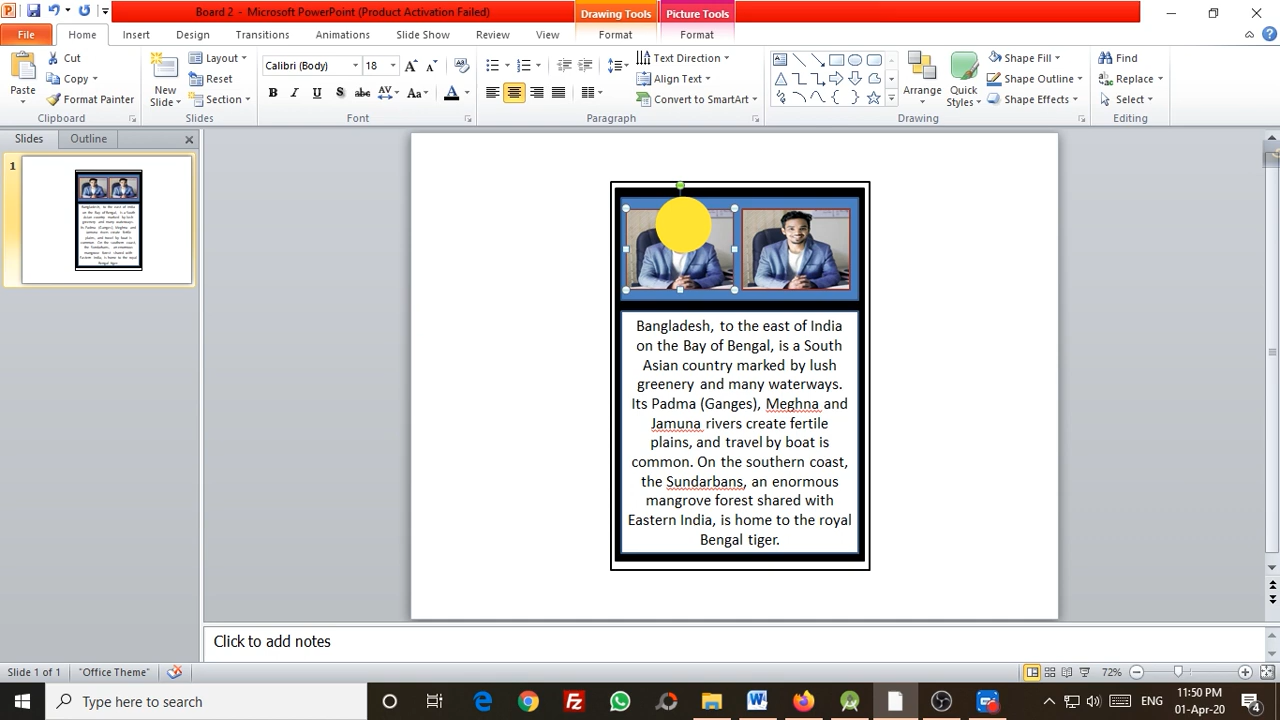 Board 2 - Microsoft PowerPoint (Product Activation Failed)
Drawing Tools
Picture Tools
File
Home
Insert
Design
Transitions
Animations
Slide Show
Review
View
Format
Format
Paste
Cut
Copy
Format Painter
Clipboard
New
Slide
Layout
Reset
Section
Slides
Calibri (Body)
18
B I U S abc AV Aa A
Font
Text Direction
Align Text
Convert to SmartArt
Paragraph
Arrange
Quick
Styles
Shape Fill
Shape Outline
Shape Effects
Drawing
Find
Replace
Select
Editing
Slides
Outline
1
Bangladesh, to the east of India
on the Bay of Bengal, is a South
Asian country marked by lush
greenery and many waterways.
Its Padma (Ganges), Meghna and
Jamuna rivers create fertile
plains, and travel by boat is
common. On the southern coast,
the Sundarbans, an enormous
mangrove forest shared with
Eastern India, is home to the royal
Bengal tiger.
Click to add notes
Slide 1 of 1
"Office Theme"
72%
Type here to search
ENG
11:50 PM
01-Apr-20
4